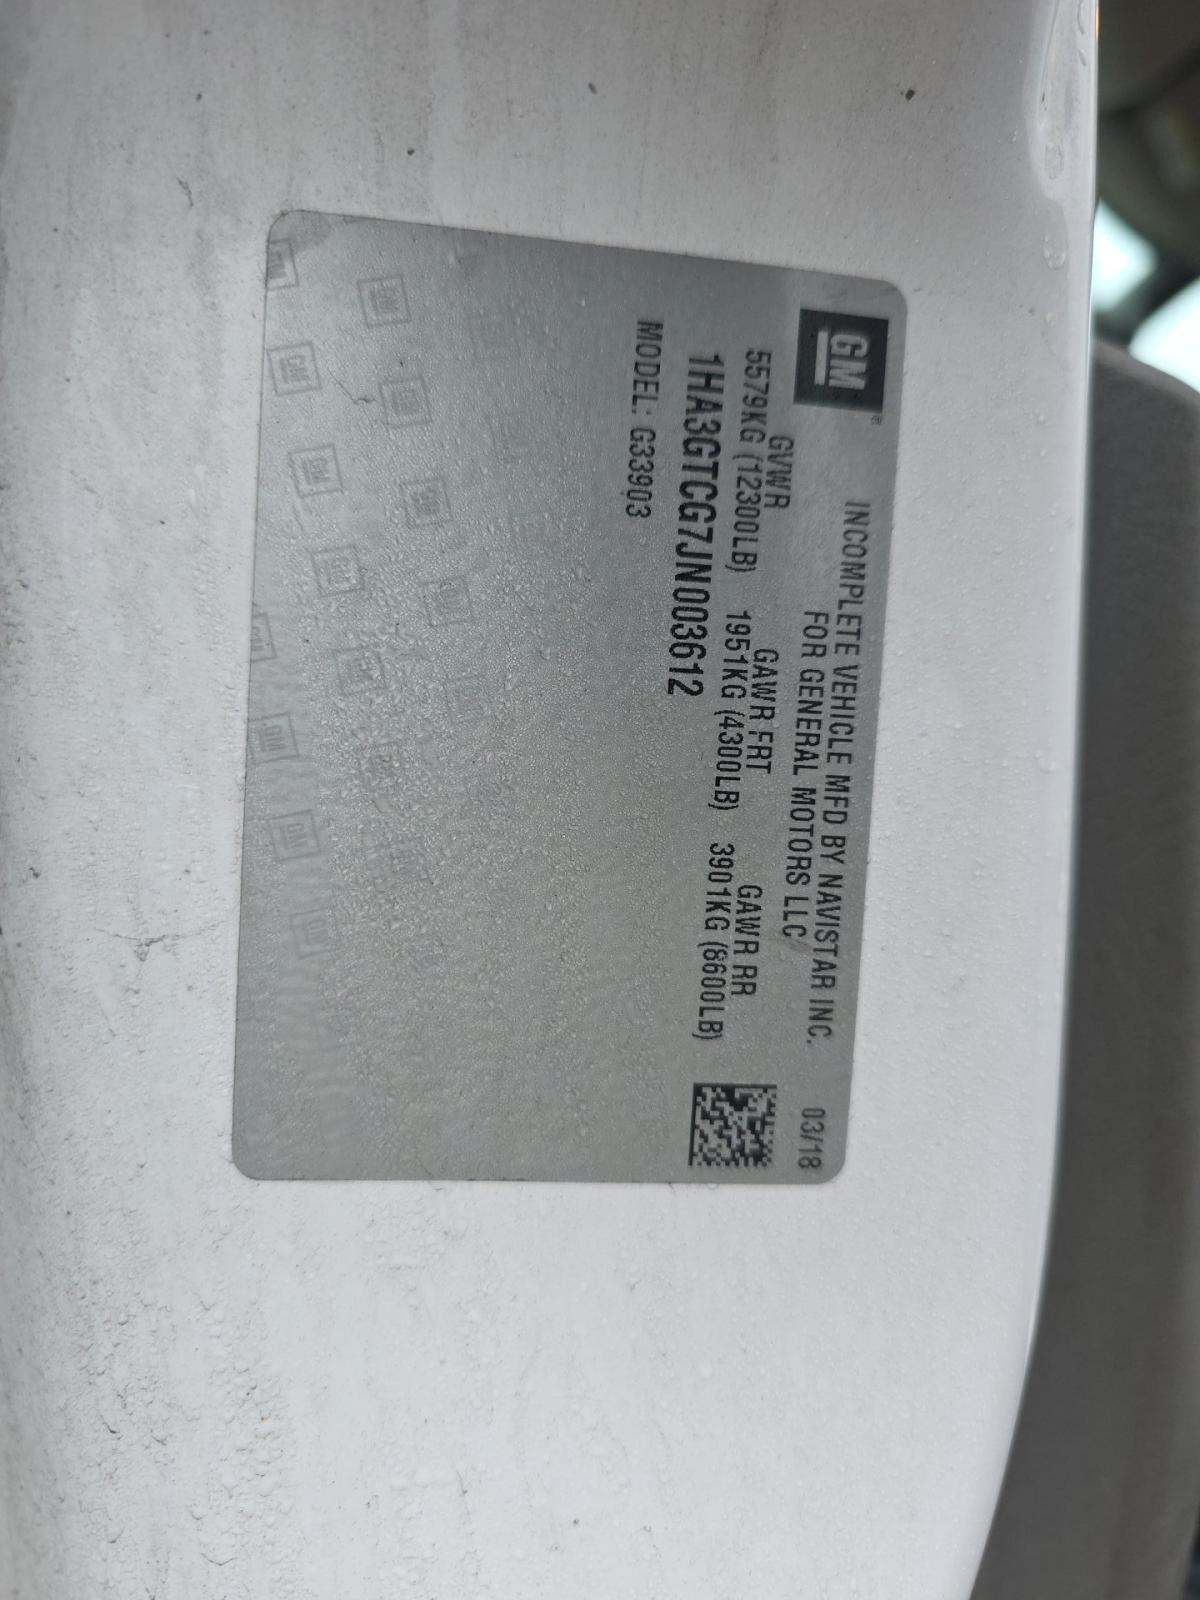 GM®
INCOMPLETE VEHICLE MFD BY NAVISTAR INC. 03/18
FOR GENERAL MOTORS LLC
GVWR GAWR FRT GAWR RR
5579KG (12300LB) 1951KG (4300LB) 3901KG (8600LB)
1HA3GTCG7JN003612
MODEL: G33903